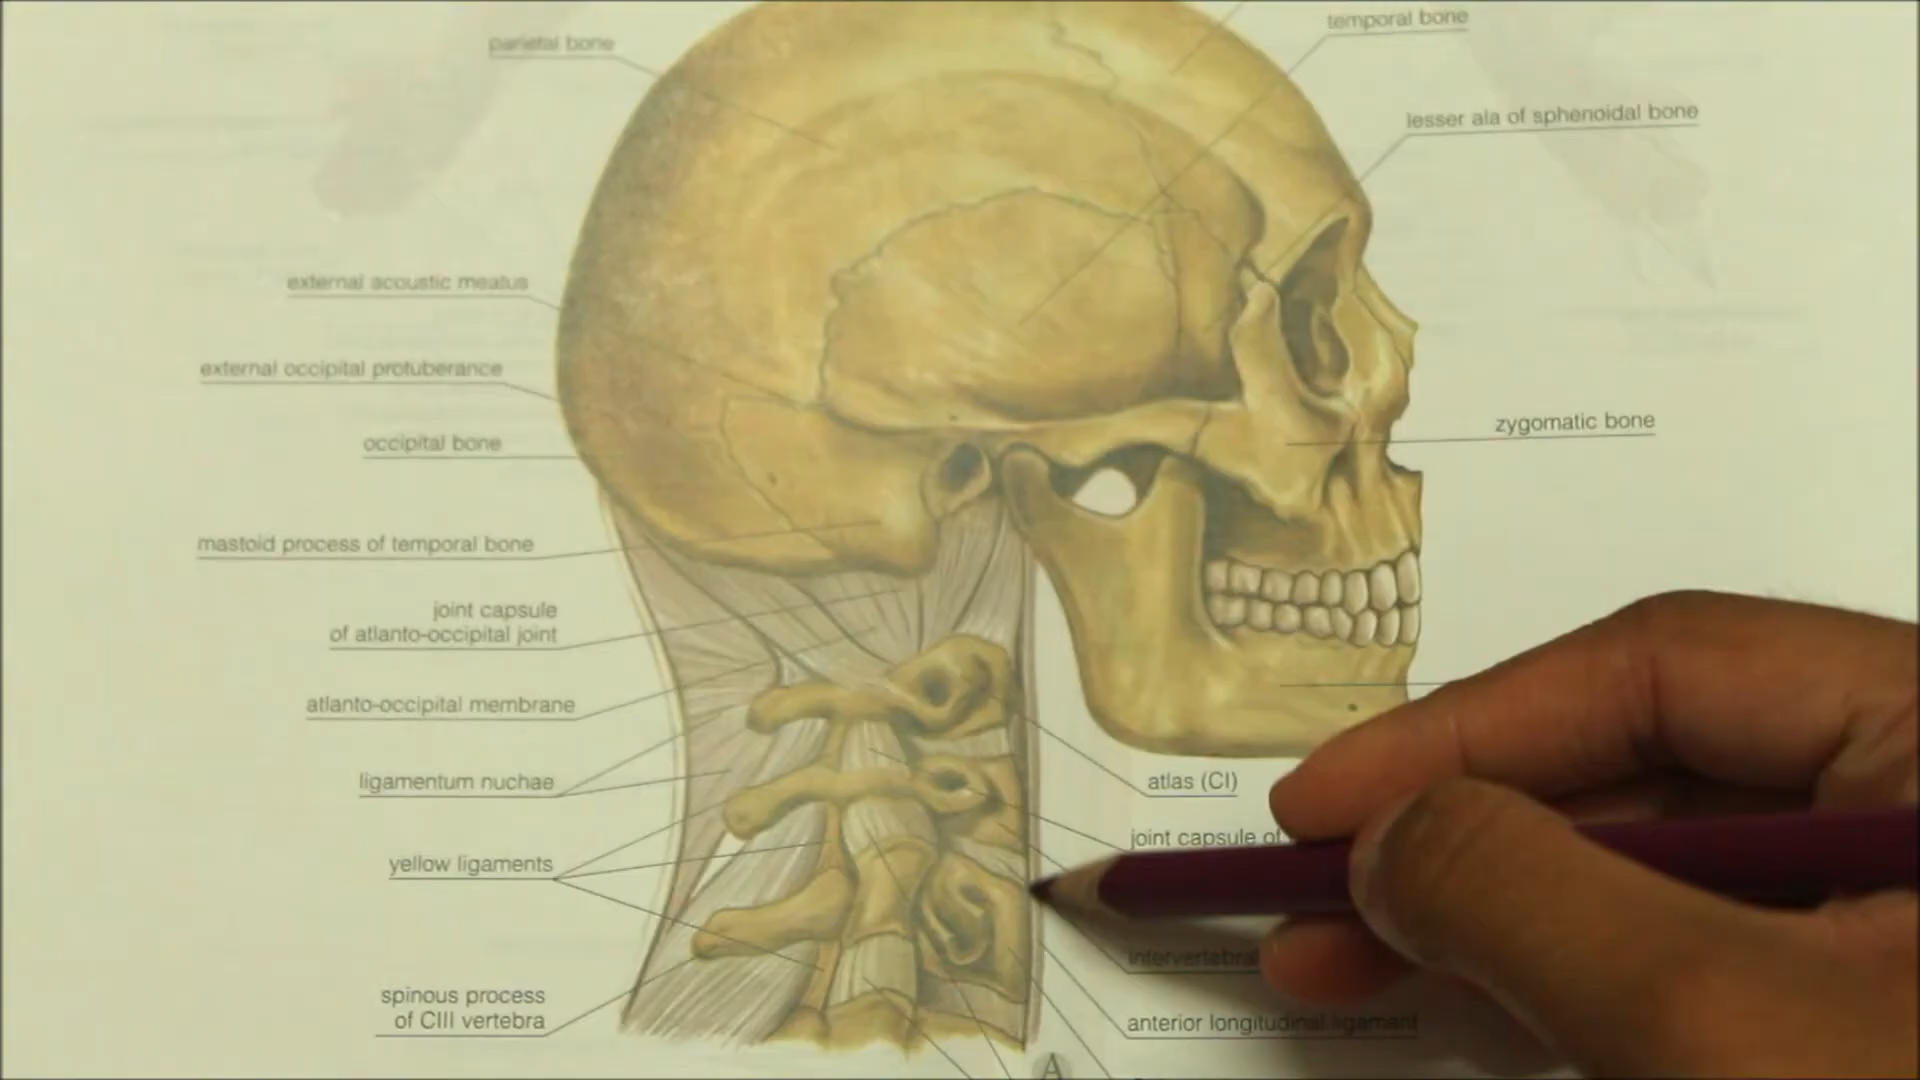 temporal bone
parietal bone
lesser ala of sphenoidal bone
external acoustic meatus
external occipital protuberance
zygomatic bone
occipital bone
mastoid process of temporal bone
joint capsule
of atlanto-occipital joint
atlanto-occipital membrane
ligamentum nuchae
atlas (CI)
joint capsule of
yellow ligaments
intervertebral
spinous process
of CIII vertebra
anterior longitudinal ligament
A